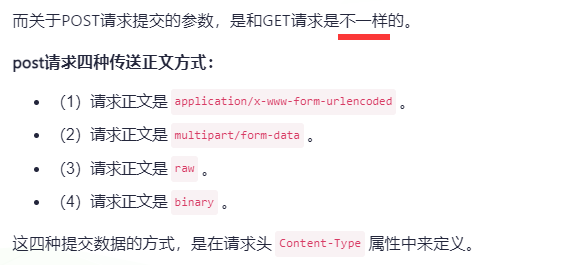 而关于POST请求提交的参数，是和GET请求是不一样的。
post请求四种传送正文方式：
• （1）请求正文是 application/x-www-form-urlencoded 。
• （2）请求正文是 multipart/form-data 。
• （3）请求正文是 raw 。
• （4）请求正文是 binary 。
这四种提交数据的方式，是在请求头 Content-Type 属性中来定义。